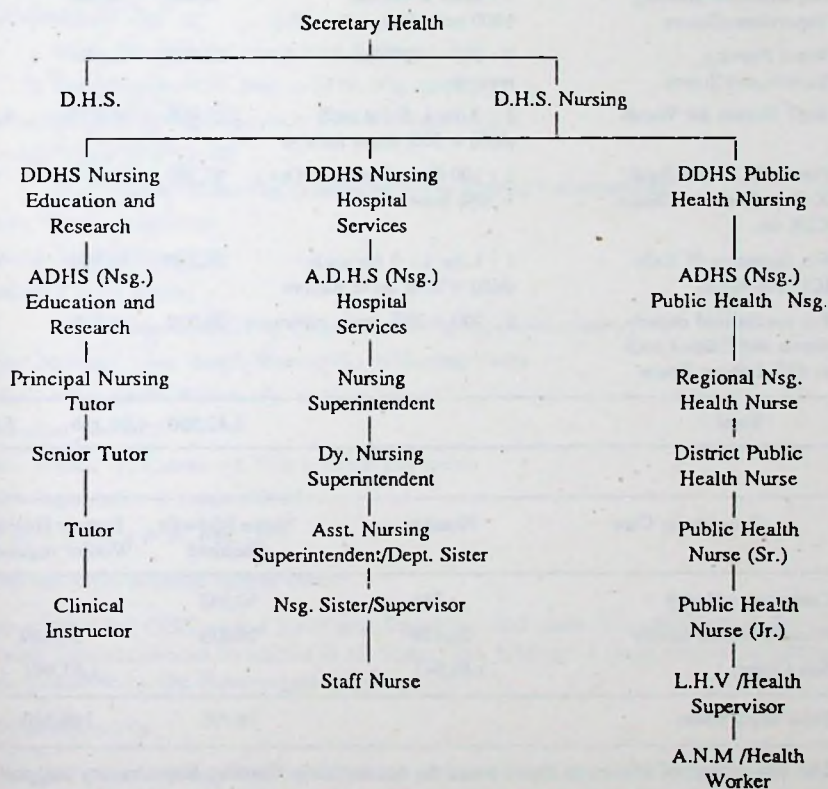 Secretary Health
D.H.S.
D.H.S. Nursing
DDHS Nursing
Education and
Research
DDHS Nursing
Hospital
Services
DDHS Public
Health Nursing
ADHS (Nsg.)
Education and
Research
A.D.H.S (Nsg.)
Hospital
Services
ADHS (Nsg.)
Public Health Nsg.
Principal Nursing
Tutor
Nursing
Superintendent
Regional Nsg.
Health Nurse
Senior Tutor
Dy. Nursing
Superintendent
District Public
Health Nurse
Tutor
Asst. Nursing
Superintendent/Dept. Sister
Public Health
Nurse (Sr.)
Clinical
Instructor
Nsg. Sister/Supervisor
Public Health
Nurse (Jr.)
Staff Nurse
L.H.V /Health
Supervisor
A.N.M /Health
Worker